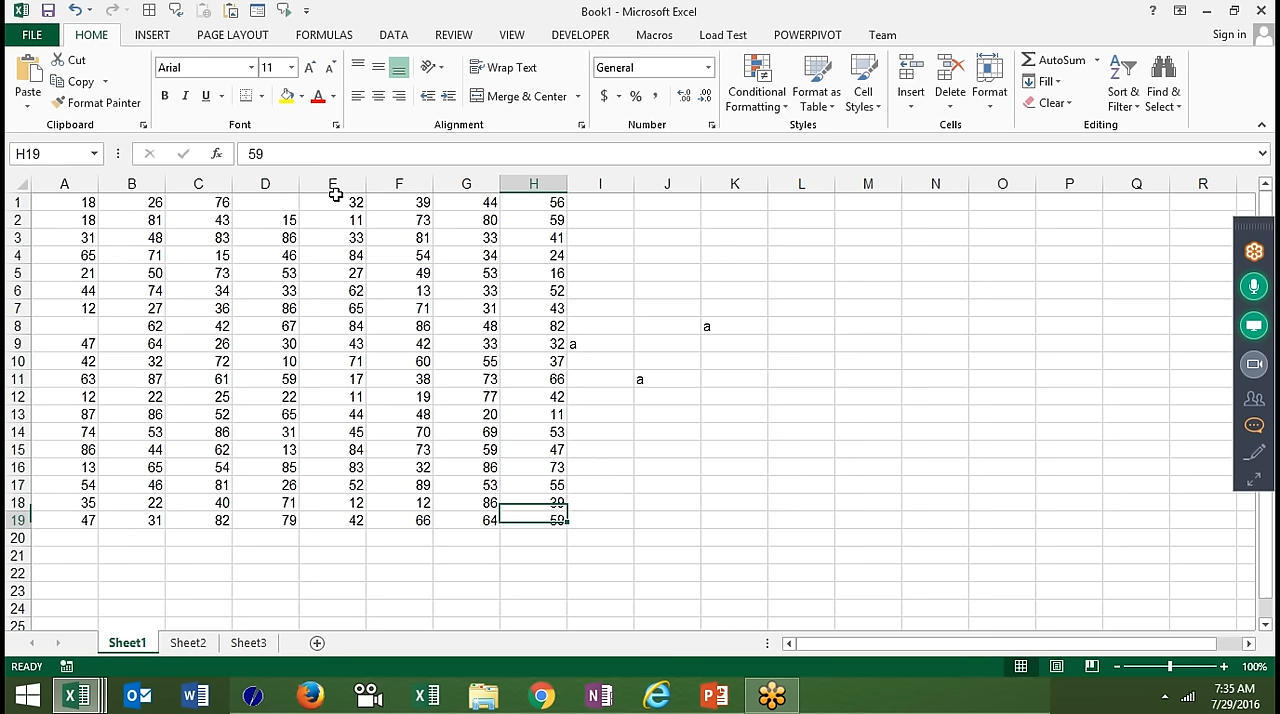 Book1 - Microsoft Excel
?
FILE HOME INSERT PAGE LAYOUT FORMULAS DATA REVIEW VIEW DEVELOPER Macros Load Test POWERPIVOT Team Sign in
Paste
Cut
Copy
Format Painter
Clipboard
Arial 11
B I U
Font
Wrap Text
Merge & Center
Alignment
General
$ % ,
Number
Conditional Formatting
Format as Table
Cell Styles
Styles
Insert Delete Format
Cells
AutoSum
Fill
Clear
Sort & Filter
Find & Select
Editing
H19 fx 59
A B C D E F G H I J K L M N O P Q R
1 18 26 76 32 39 44 56
2 18 81 43 15 11 73 80 59
3 31 48 83 86 33 81 33 41
4 65 71 15 46 84 54 34 24
5 21 50 73 53 27 49 53 16
6 44 74 34 33 62 13 33 52
7 12 27 36 86 65 71 31 43
8 62 42 67 84 86 48 82 a
9 47 64 26 30 43 42 33 32 a
10 42 32 72 10 71 60 55 37
11 63 87 61 59 17 38 73 66 a
12 12 22 25 22 11 19 77 42
13 87 86 52 65 44 48 20 11
14 74 53 86 31 45 70 69 53
15 86 44 62 13 84 73 59 47
16 13 65 54 85 83 32 86 73
17 54 46 81 26 52 89 53 55
18 35 22 40 71 12 12 86 39
19 47 31 82 79 42 66 64 59
20
21
22
23
24
25
Sheet1 Sheet2 Sheet3
READY 100%
7:35 AM
7/29/2016